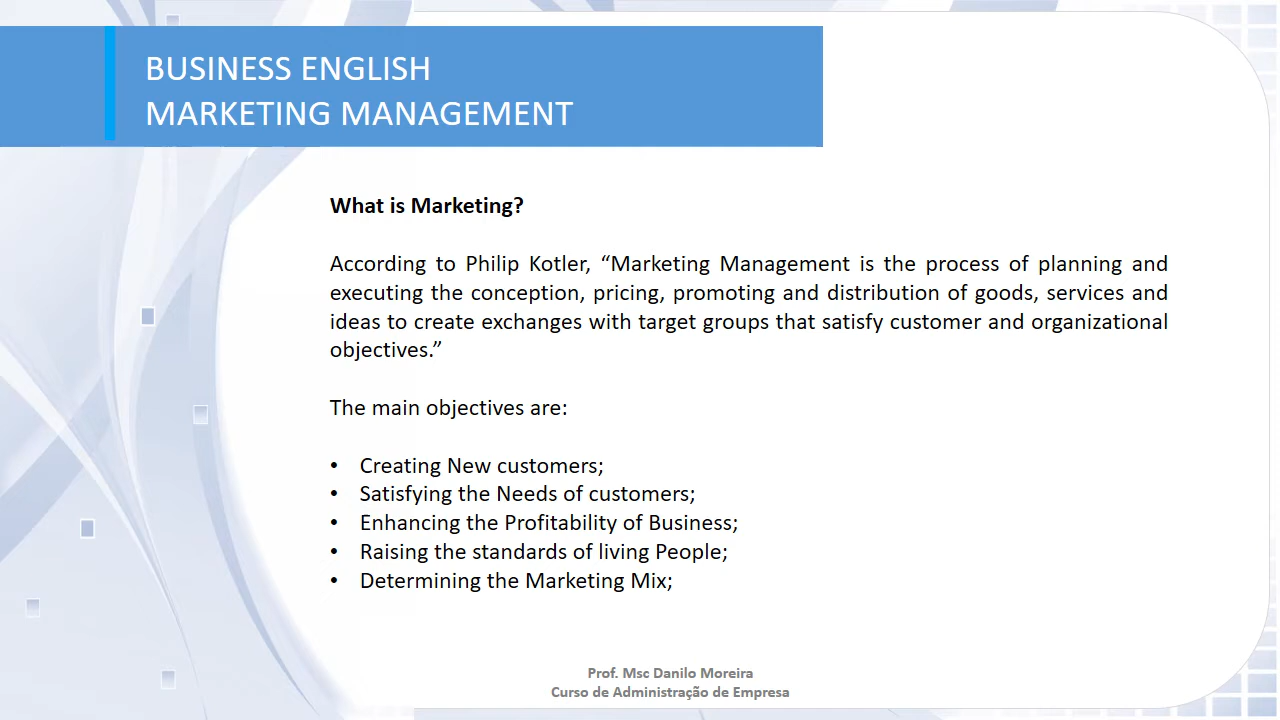 BUSINESS ENGLISH
MARKETING MANAGEMENT
What is Marketing?
According to Philip Kotler, “Marketing Management is the process of planning and
executing the conception, pricing, promoting and distribution of goods, services and
ideas to create exchanges with target groups that satisfy customer and organizational
objectives.”
The main objectives are:
• Creating New customers;
• Satisfying the Needs of customers;
• Enhancing the Profitability of Business;
• Raising the standards of living People;
• Determining the Marketing Mix;
Prof. Msc Danilo Moreira
Curso de Administração de Empresa